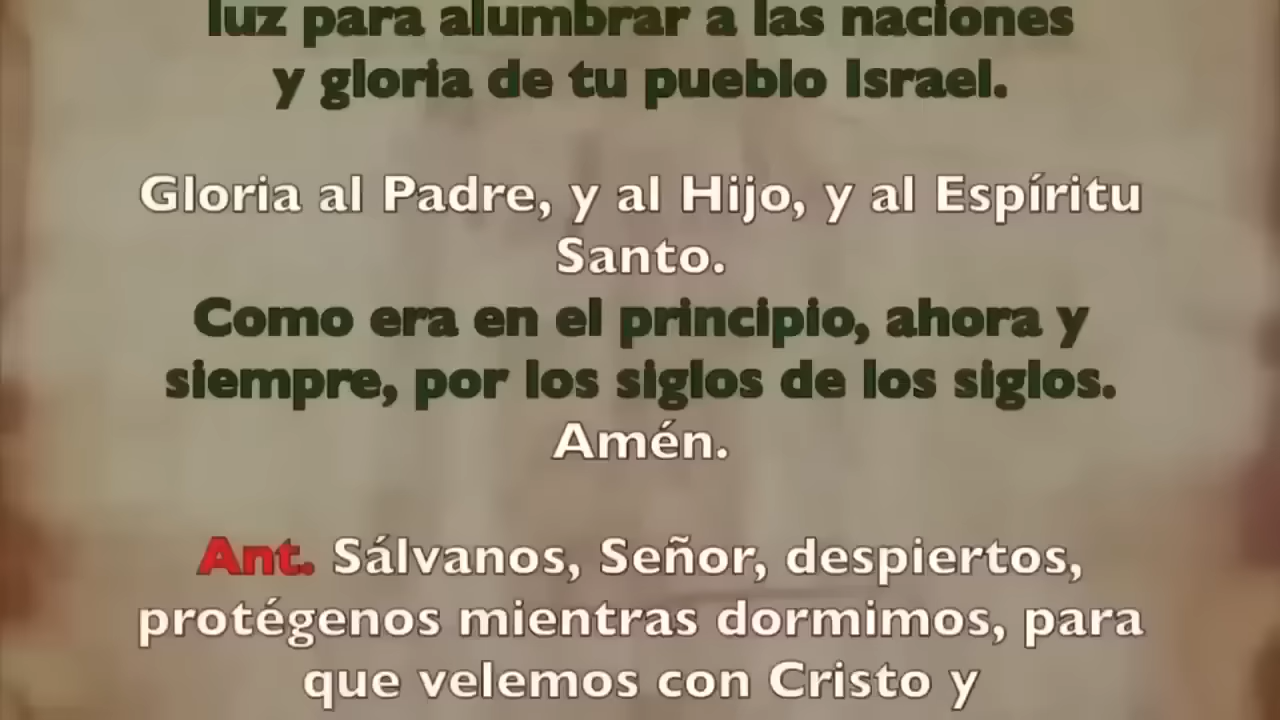 luz para alumbrar a las naciones
y gloria de tu pueblo Israel.
Gloria al Padre, y al Hijo, y al Espíritu
Santo.
Como era en el principio, ahora y
siempre, por los siglos de los siglos.
Amén.
Ant. Sálvanos, Señor, despiertos,
protégenos mientras dormimos, para
que velemos con Cristo y